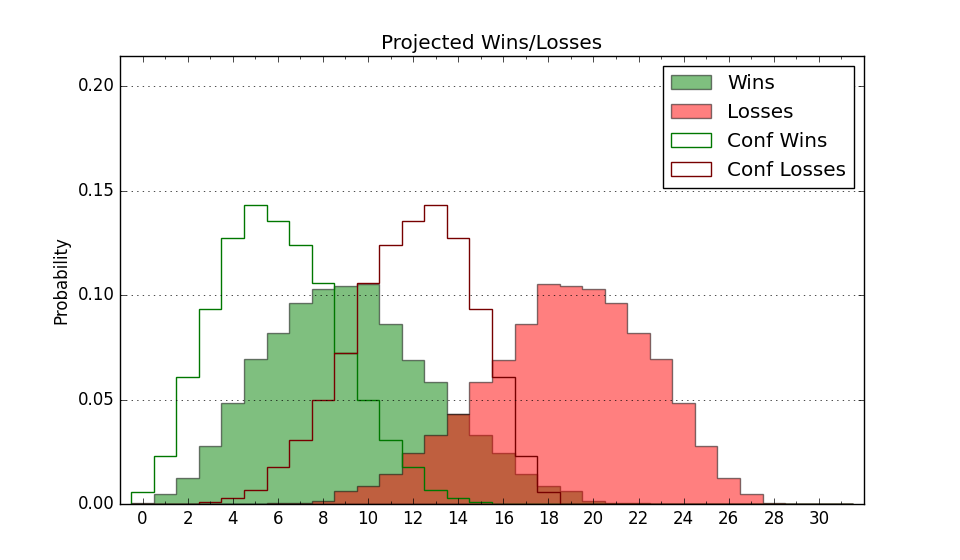 Projected Wins/Losses
0.20
0.15
0.10
0.05
0.00
Probability
Wins
Losses
Conf Wins
Conf Losses
0 2 4 6 8 10 12 14 16 18 20 22 24 26 28 30